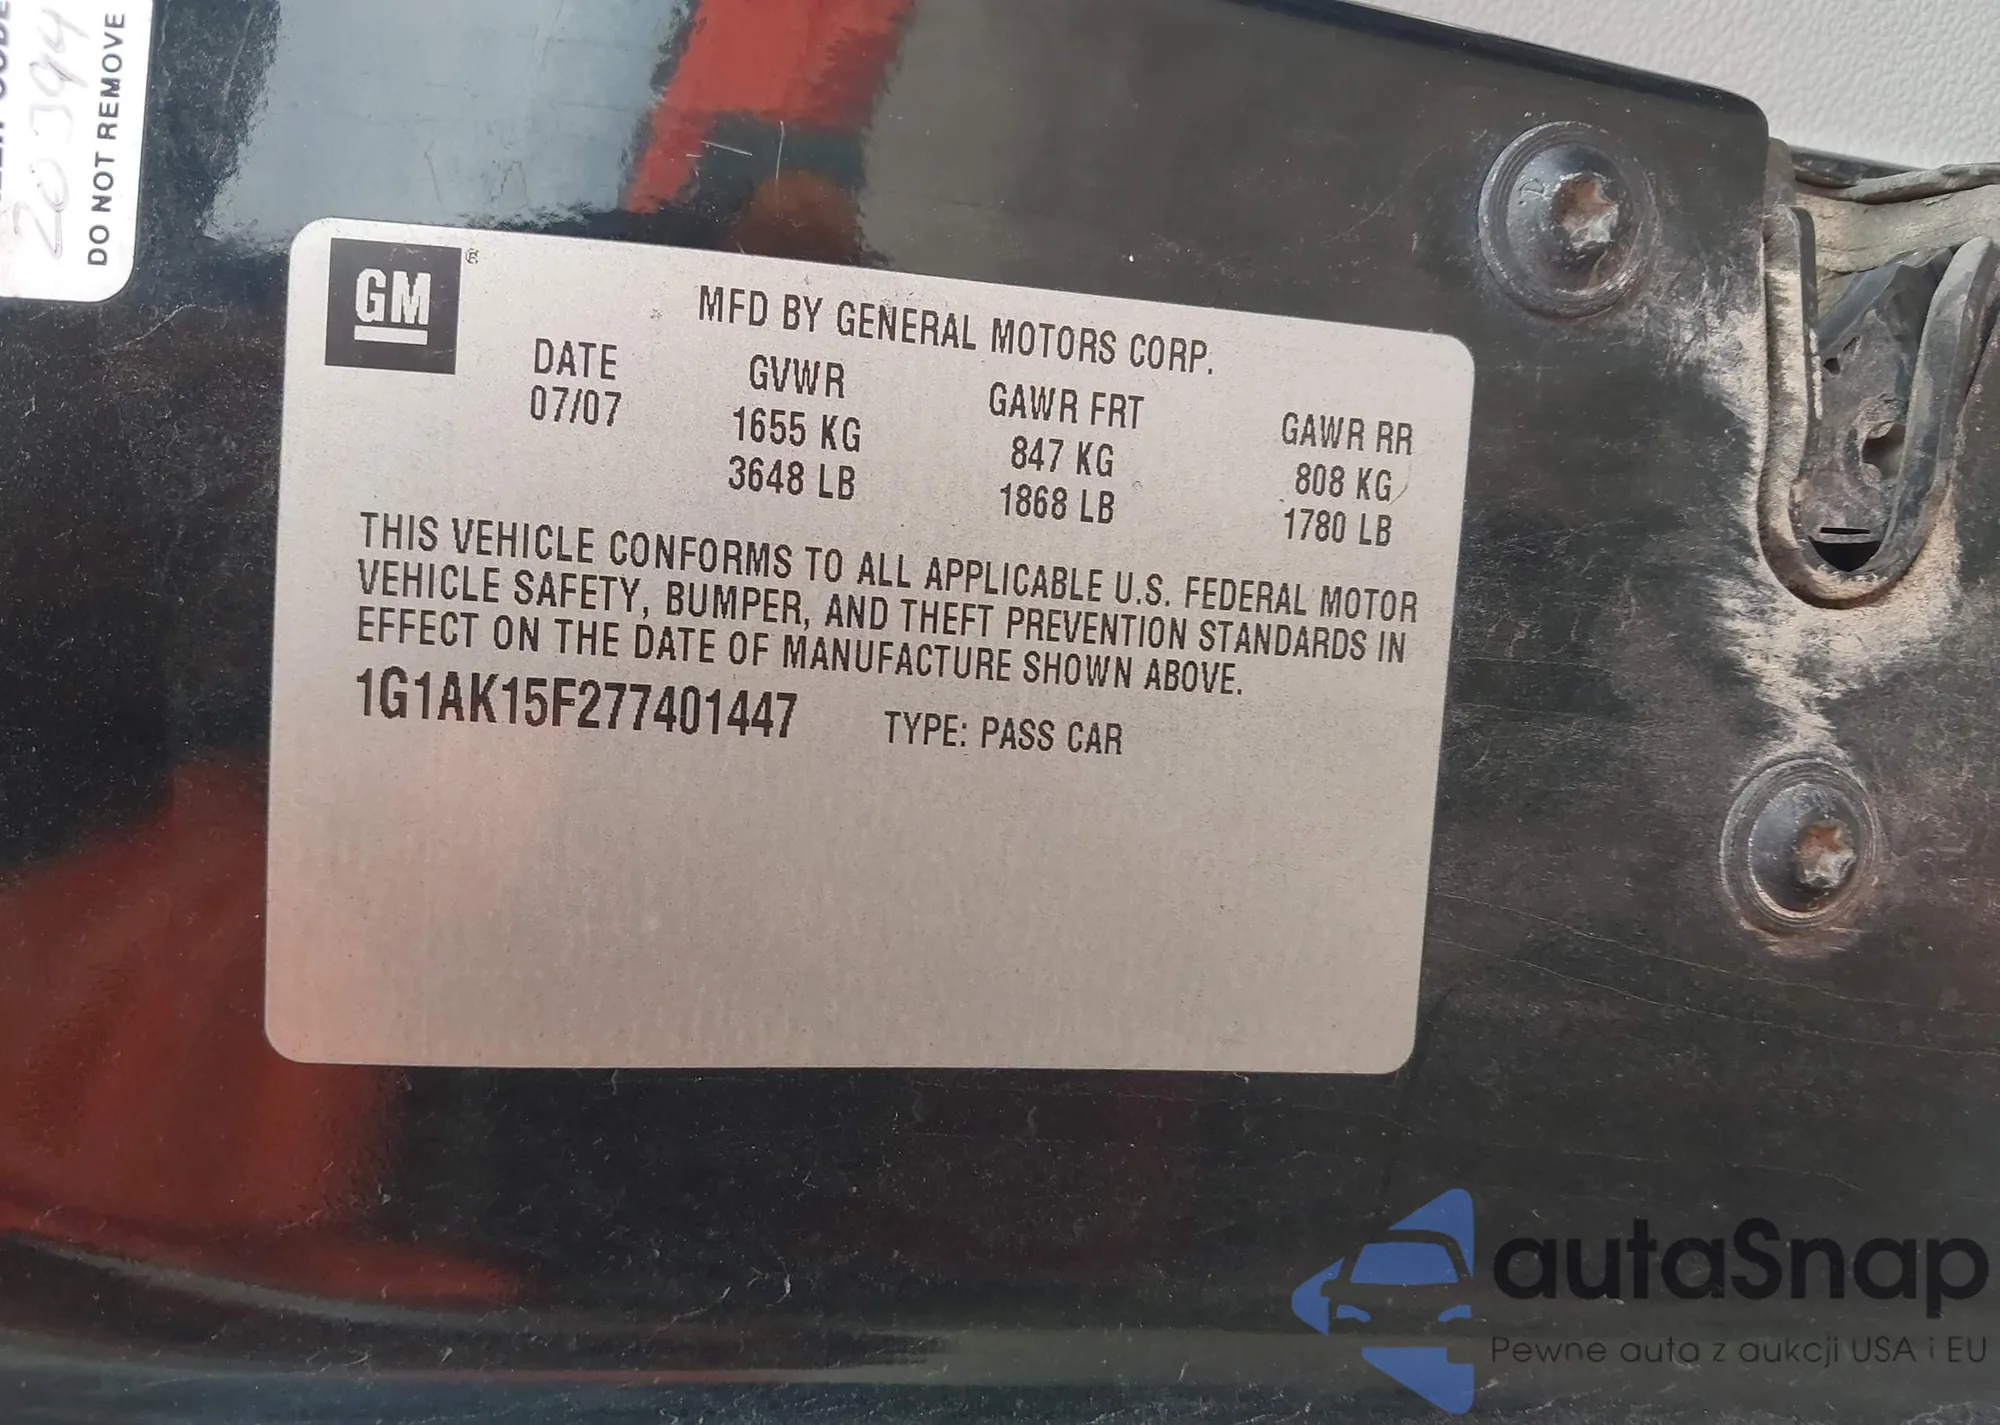 20394
DO NOT REMOVE
GM
®
MFD BY GENERAL MOTORS CORP.
DATE GVWR GAWR FRT GAWR RR
07/07 1655 KG 847 KG 808 KG
3648 LB 1868 LB 1780 LB
THIS VEHICLE CONFORMS TO ALL APPLICABLE U.S. FEDERAL MOTOR
VEHICLE SAFETY, BUMPER, AND THEFT PREVENTION STANDARDS IN
EFFECT ON THE DATE OF MANUFACTURE SHOWN ABOVE.
1G1AK15F277401447 TYPE: PASS CAR
autaSnap
Pewne auta z aukcji USA i EU